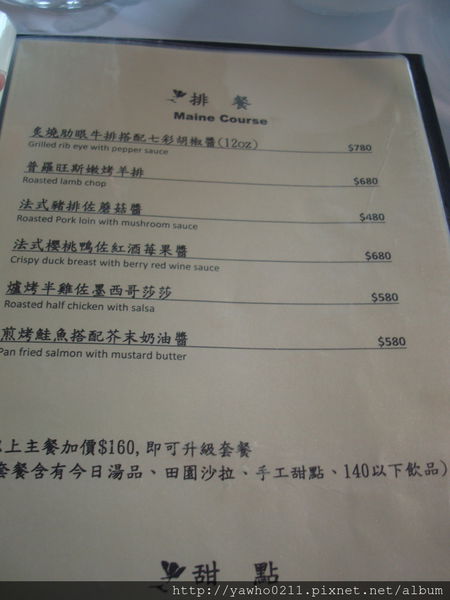 排 餐
Maine Course
炙燒肋眼牛排搭配七彩胡椒醬(12oz)
Grilled rib eye with pepper sauce $780
普羅旺斯嫩烤羊排
Roasted lamb chop $680
法式豬排佐蘑菇醬
Roasted Pork loin with mushroom sauce $480
法式櫻桃鴨佐紅酒莓果醬
Crispy duck breast with berry red wine sauce $680
爐烤半雞佐墨西哥莎莎
Roasted half chicken with salsa $580
煎烤鮭魚搭配芥末奶油醬
Pan fried salmon with mustard butter $580
以上主餐加價$160,即可升級套餐
套餐含有今日湯品、田園沙拉、手工甜點、140以下飲品)
甜 點
http://yawho0211.pixnet.net/album